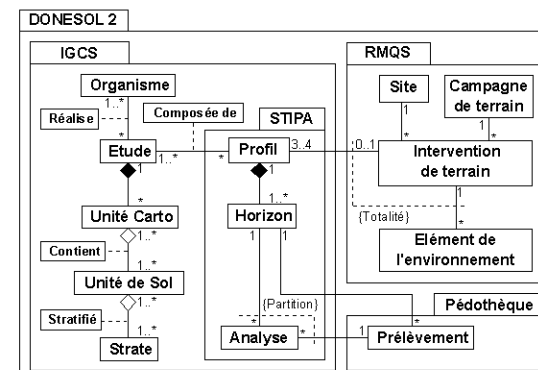 DONESOL 2
IGCS
RMQS
Organisme
Site
Campagne
de terrain
1..*
Composée de
Réalise
STIPA
1
1
*
*
*
Etude
Profil
3..4
0..1
Intervention
de terrain
1..*
*
1
1
1
{Totalité}
*
1..*
*
Unité Carto
Horizon
Elément de
l'environnement
1..*
1
1
Contient
1..*
Unité de Sol
{Partition}
Pédothèque
1..*
Stratifié
1..*
*
*
Strate
Analyse
*
1
Prélèvement